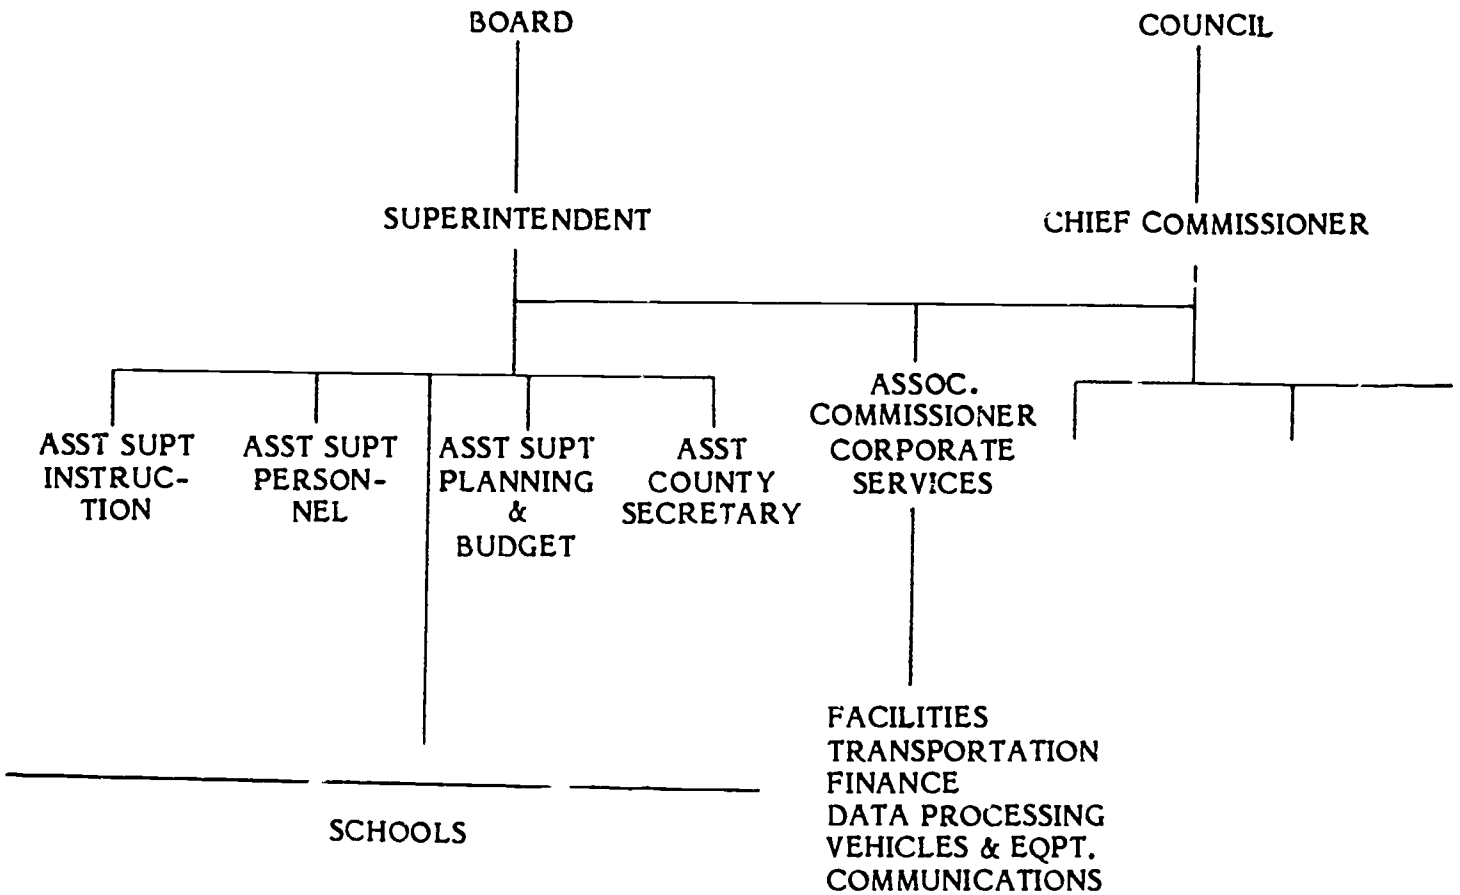 BOARD
COUNCIL
SUPERINTENDENT
CHIEF COMMISSIONER
ASST SUPT
INSTRUC-
TION
ASST SUPT
PERSON-
NEL
ASST SUPT
PLANNING
&
BUDGET
ASST
COUNTY
SECRETARY
ASSOC.
COMMISSIONER
CORPORATE
SERVICES
SCHOOLS
FACILITIES
TRANSPORTATION
FINANCE
DATA PROCESSING
VEHICLES & EQPT.
COMMUNICATIONS